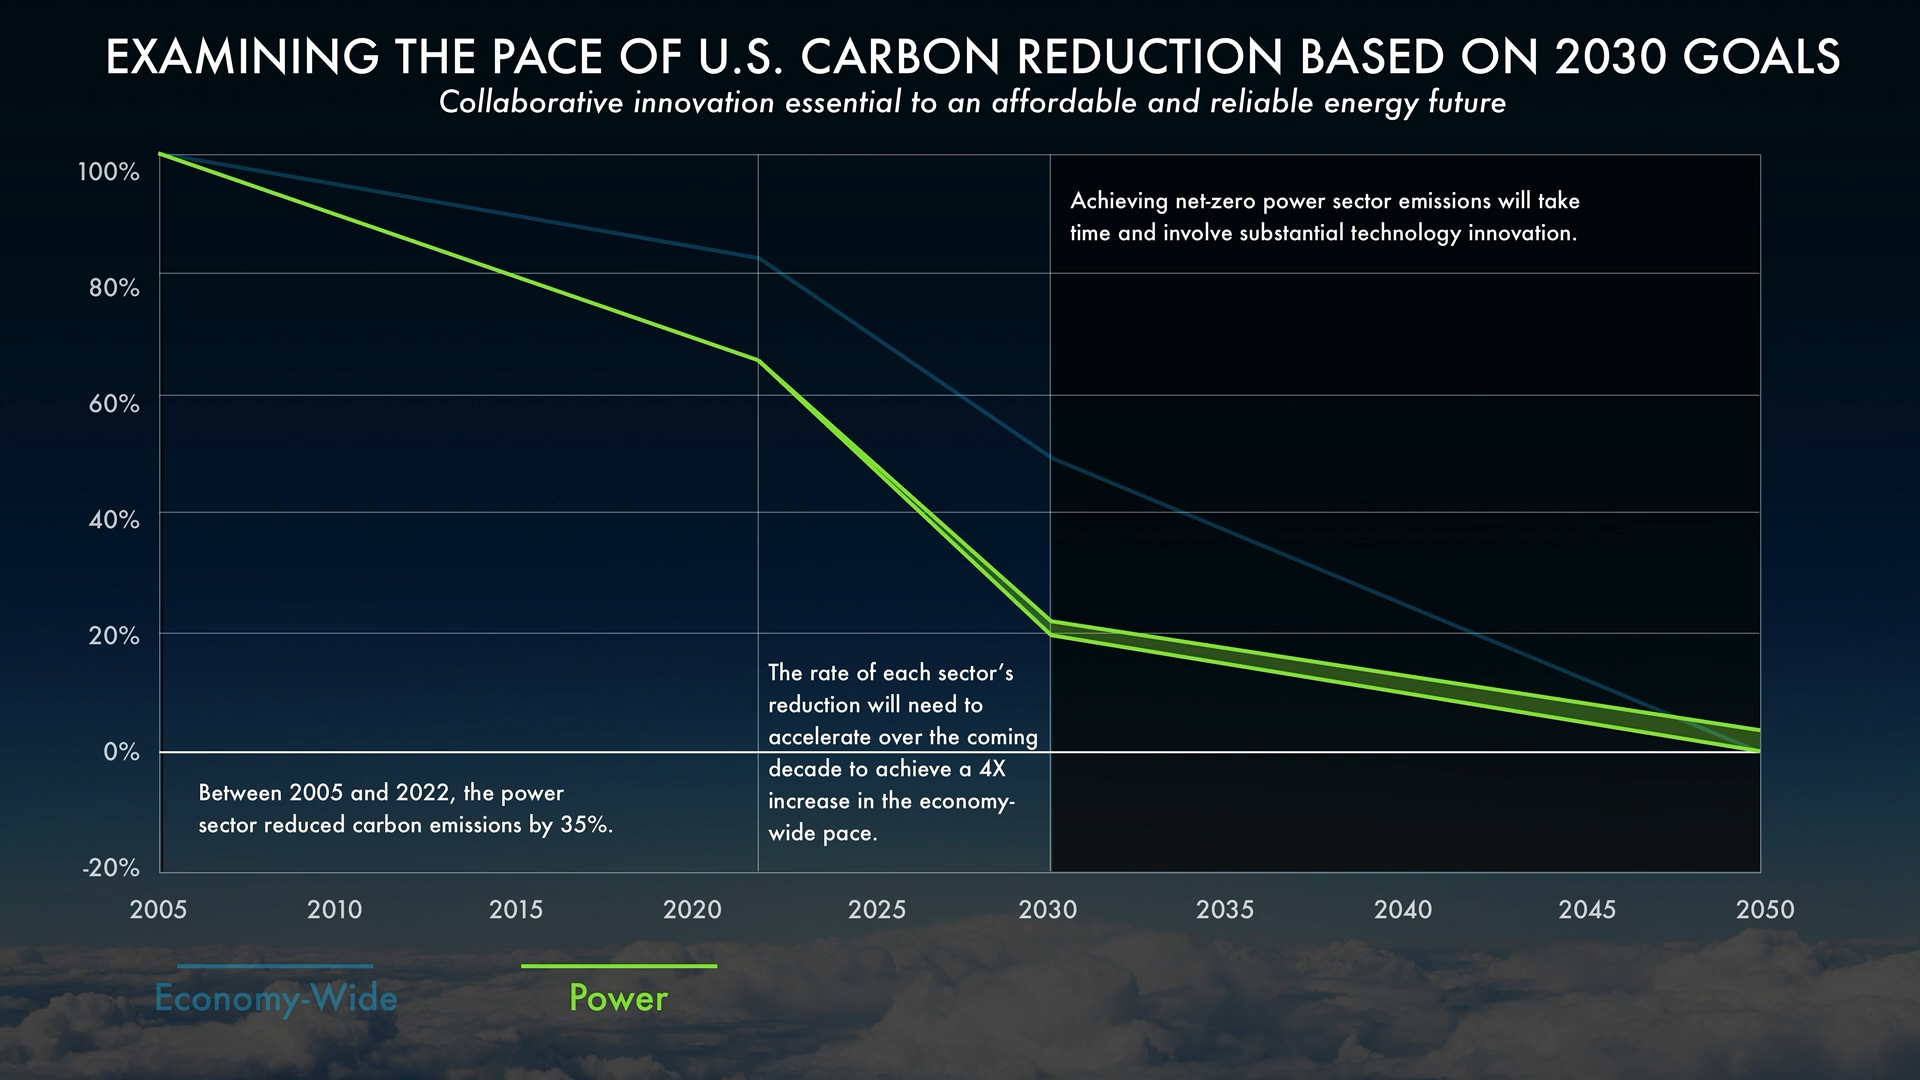 EXAMINING THE PACE OF U.S. CARBON REDUCTION BASED ON 2030 GOALS
Collaborative innovation essential to an affordable and reliable energy future
100%
80%
60%
40%
20%
0%
-20%
Achieving net-zero power sector emissions will take
time and involve substantial technology innovation.
The rate of each sector's
reduction will need to
accelerate over the coming
decade to achieve a 4X
increase in the economy-
wide pace.
Between 2005 and 2022, the power
sector reduced carbon emissions by 35%.
2005 2010 2015 2020 2025 2030 2035 2040 2045 2050
Economy-Wide Power